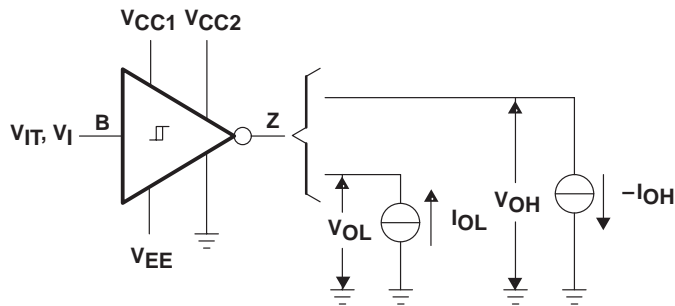 VCC1 VCC2
B
Z
VIT, VI
VEE
VOL
IOL
VOH
–IOH